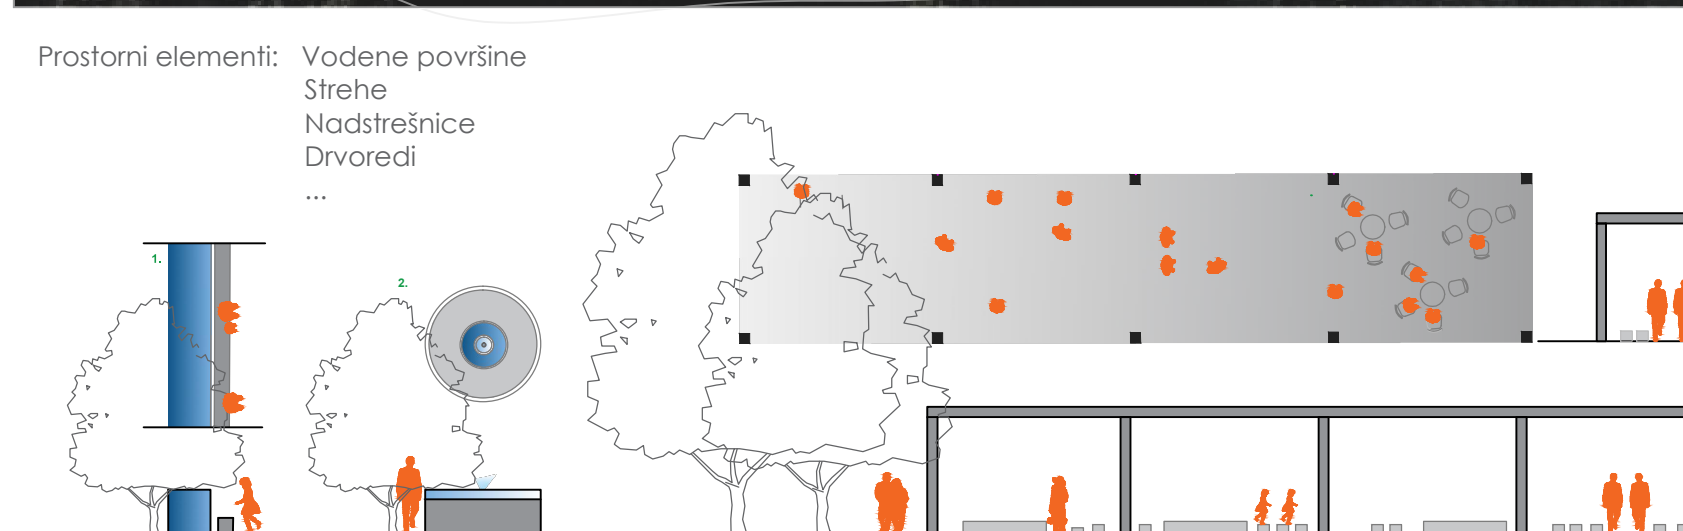 Prostorni elementi: Vodene površine
Strehe
Nadstrešnice
Drvoredi
...
1.
2.